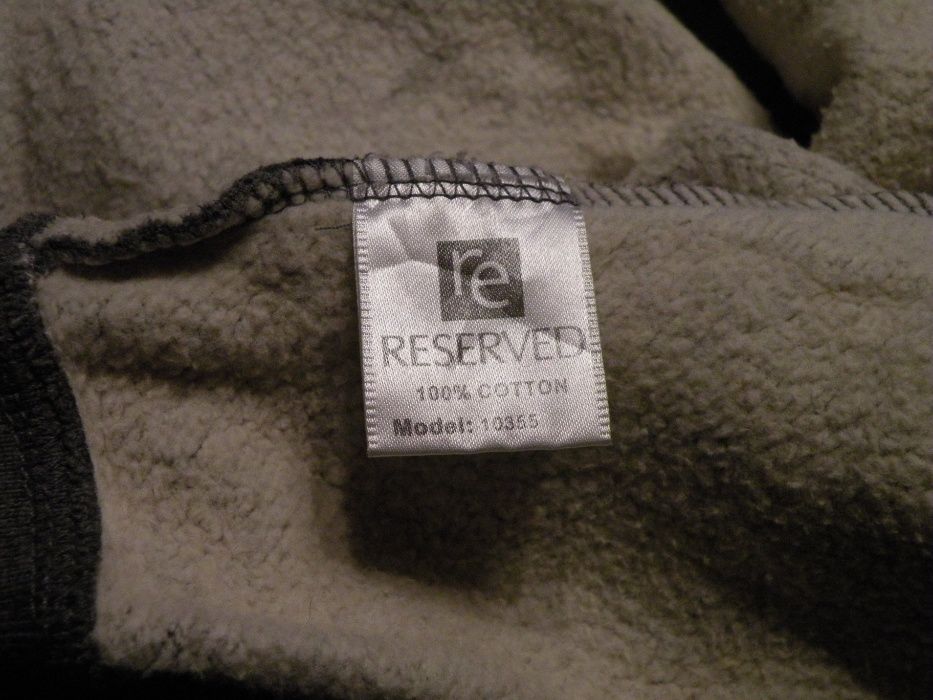 re
RESERVED
100% COTTON
Model: 10355